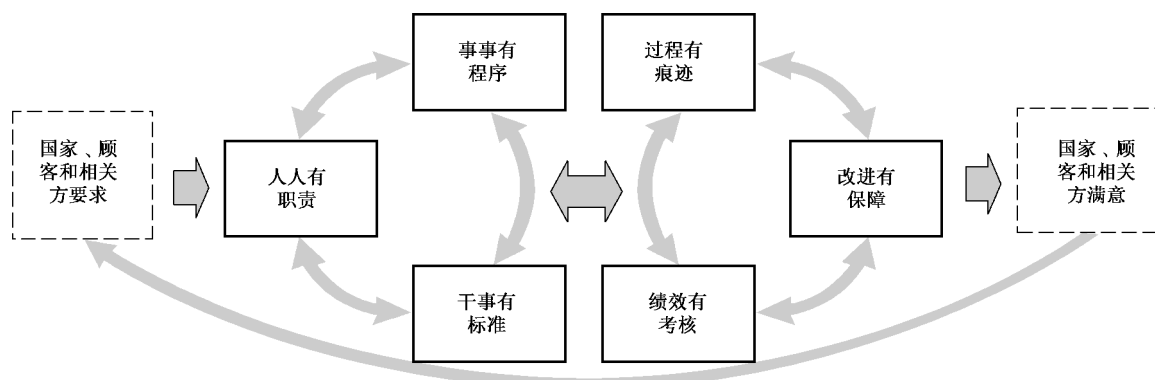 事事有
程序
过程有
痕迹
国家、顾
客和相关
方要求
人人有
职责
改进有
保障
国家、顾
客和相关
方满意
干事有
标准
绩效有
考核